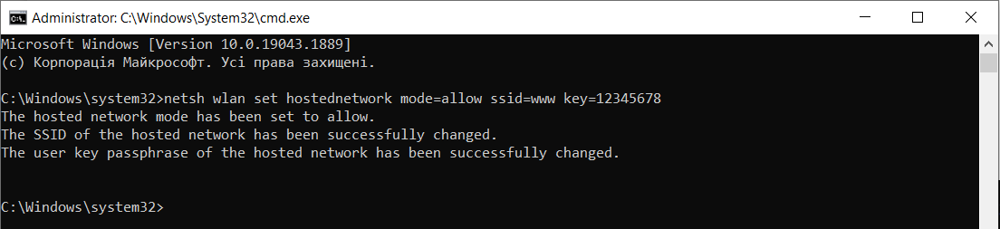 Administrator: C:\Windows\System32\cmd.exe
Microsoft Windows [Version 10.0.19043.1889]
(c) Корпорація Майкрософт. Усі права захищені.
C:\Windows\system32>netsh wlan set hostednetwork mode=allow ssid=www key=12345678
The hosted network mode has been set to allow.
The SSID of the hosted network has been successfully changed.
The user key passphrase of the hosted network has been successfully changed.
C:\Windows\system32>